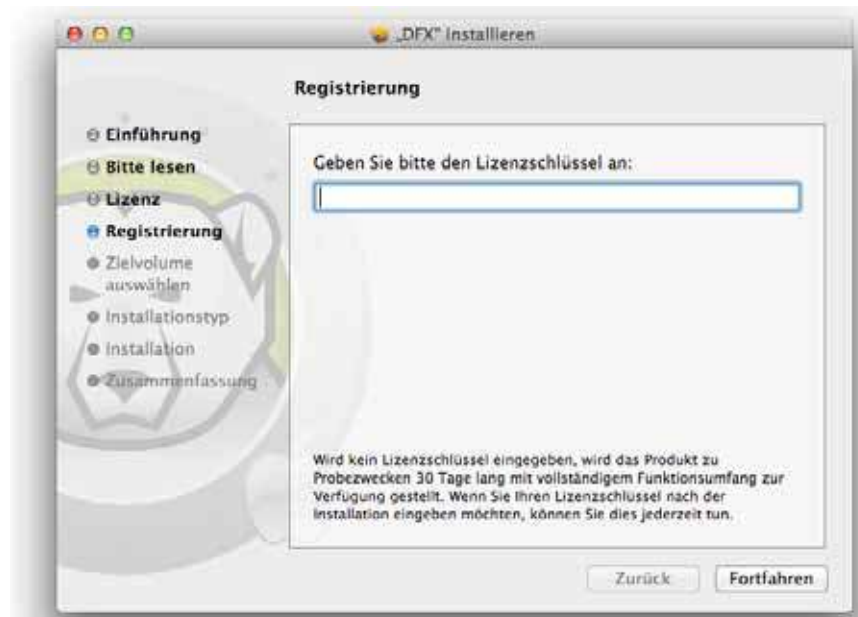 „DFX" installieren
Registrierung
Einführung
Bitte lesen
Lizenz
Registrierung
Zielvolume
auswählen
Installationstyp
Installation
Zusammenfassung
Geben Sie bitte den Lizenzschlüssel an:
Wird kein Lizenzschlüssel eingegeben, wird das Produkt zu
Probezwecken 30 Tage lang mit vollständigem Funktionsumfang zur
Verfügung gestellt. Wenn Sie Ihren Lizenzschlüssel nach der
Installation eingeben möchten, können Sie dies jederzeit tun.
Zurück
Fortfahren